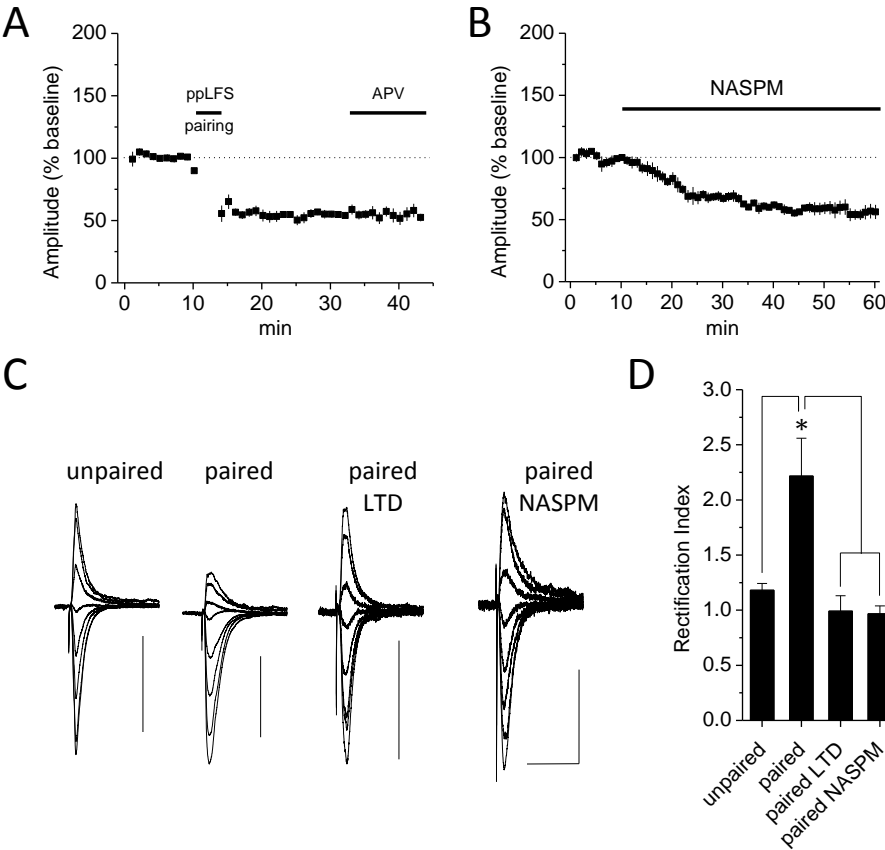 A
200
150
100
50
0
Amplitude (% baseline)
ppLFS
pairing
APV
0
10
20
30
40
min
B
200
150
100
50
0
Amplitude (% baseline)
NASPM
0
10
20
30
40
50
60
min
C
unpaired
paired
paired
LTD
paired
NASPM
D
3.0
2.5
2.0
1.5
1.0
0.5
0.0
Rectification Index
*
unpaired
paired
paired LTD
paired NASPM